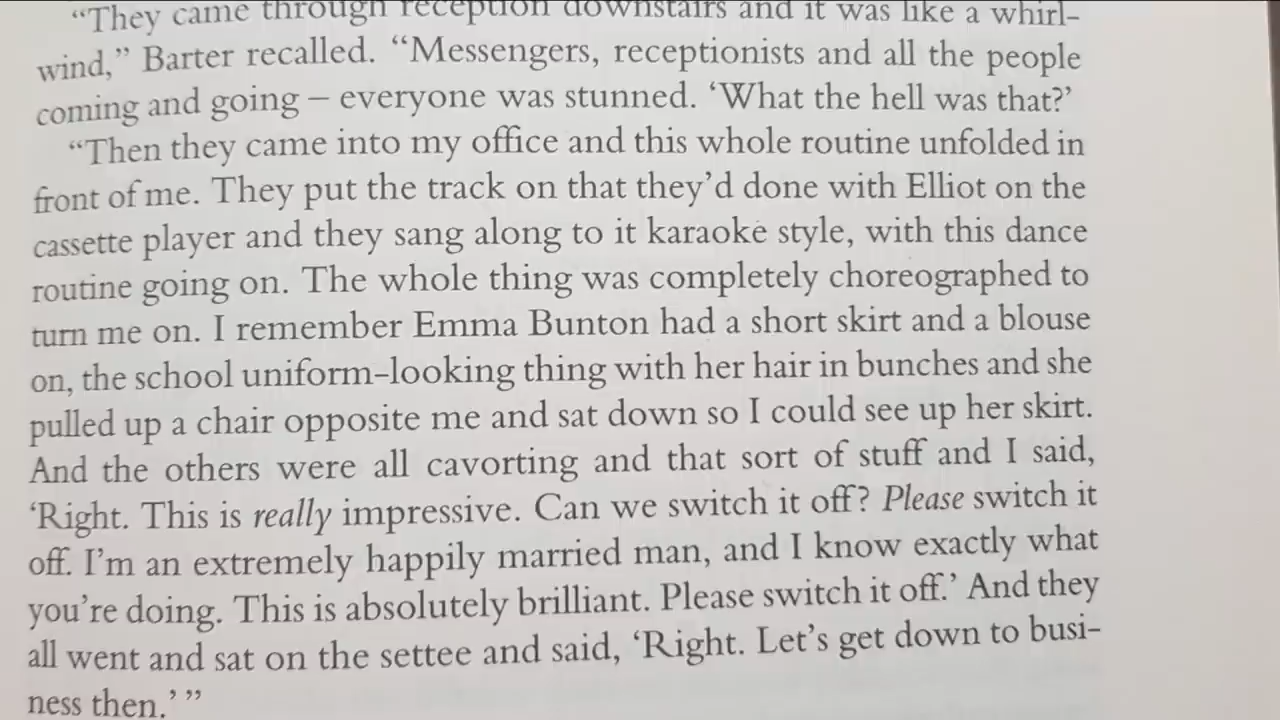 “They came through reception downstairs and it was like a whirl-
wind,” Barter recalled. “Messengers, receptionists and all the people
coming and going – everyone was stunned. ‘What the hell was that?’
“Then they came into my office and this whole routine unfolded in
front of me. They put the track on that they’d done with Elliot on the
cassette player and they sang along to it karaoke style, with this dance
routine going on. The whole thing was completely choreographed to
turn me on. I remember Emma Bunton had a short skirt and a blouse
on, the school uniform-looking thing with her hair in bunches and she
pulled up a chair opposite me and sat down so I could see up her skirt.
And the others were all cavorting and that sort of stuff and I said,
‘Right. This is really impressive. Can we switch it off? Please switch it
off. I’m an extremely happily married man, and I know exactly what
you’re doing. This is absolutely brilliant. Please switch it off.’ And they
all went and sat on the settee and said, ‘Right. Let’s get down to busi-
ness then.’ ”